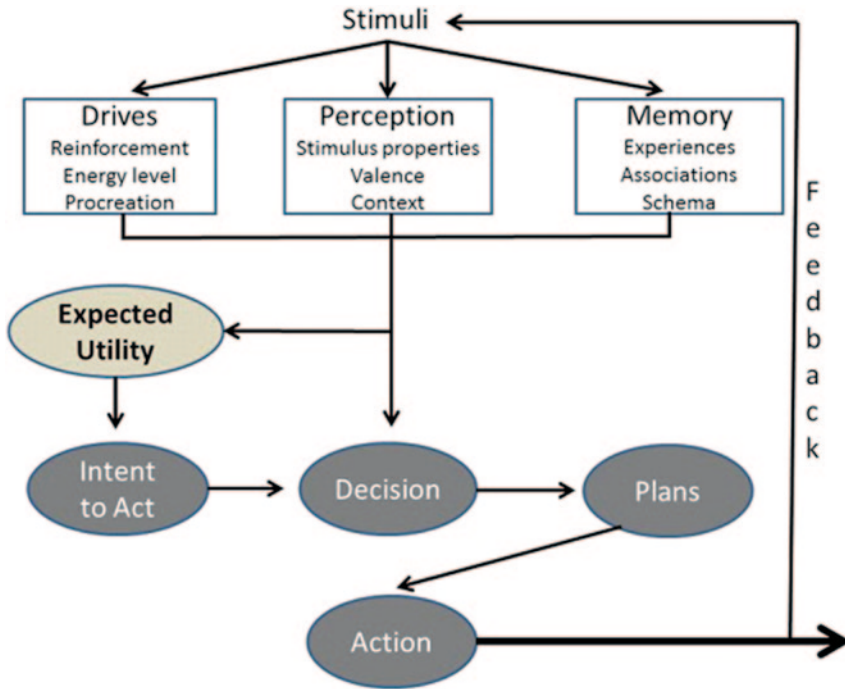 Stimuli
Drives
Reinforcement
Energy level
Procreation
Perception
Stimulus properties
Valence
Context
Memory
Experiences
Associations
Schema
Feedback
Expected
Utility
Intent
to Act
Decision
Plans
Action